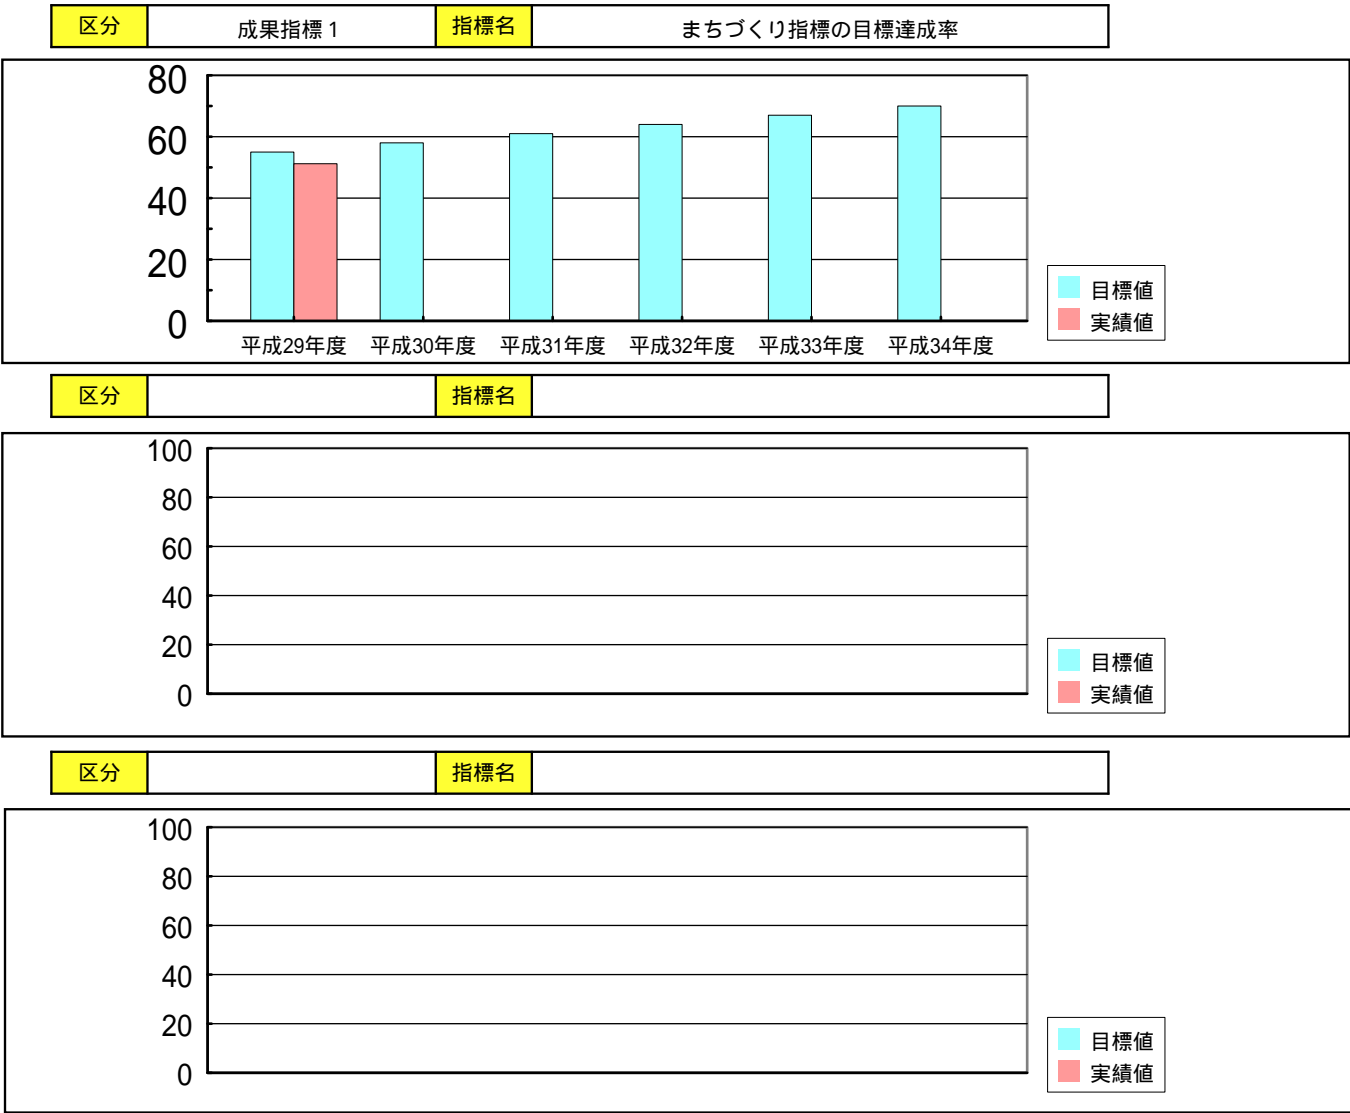 区分 成果指標１ 指標名 まちづくり指標の目標達成率
80
60
40
20
0
平成29年度 平成30年度 平成31年度 平成32年度 平成33年度 平成34年度
目標値
実績値
区分 指標名
100
80
60
40
20
0
目標値
実績値
区分 指標名
100
80
60
40
20
0
目標値
実績値